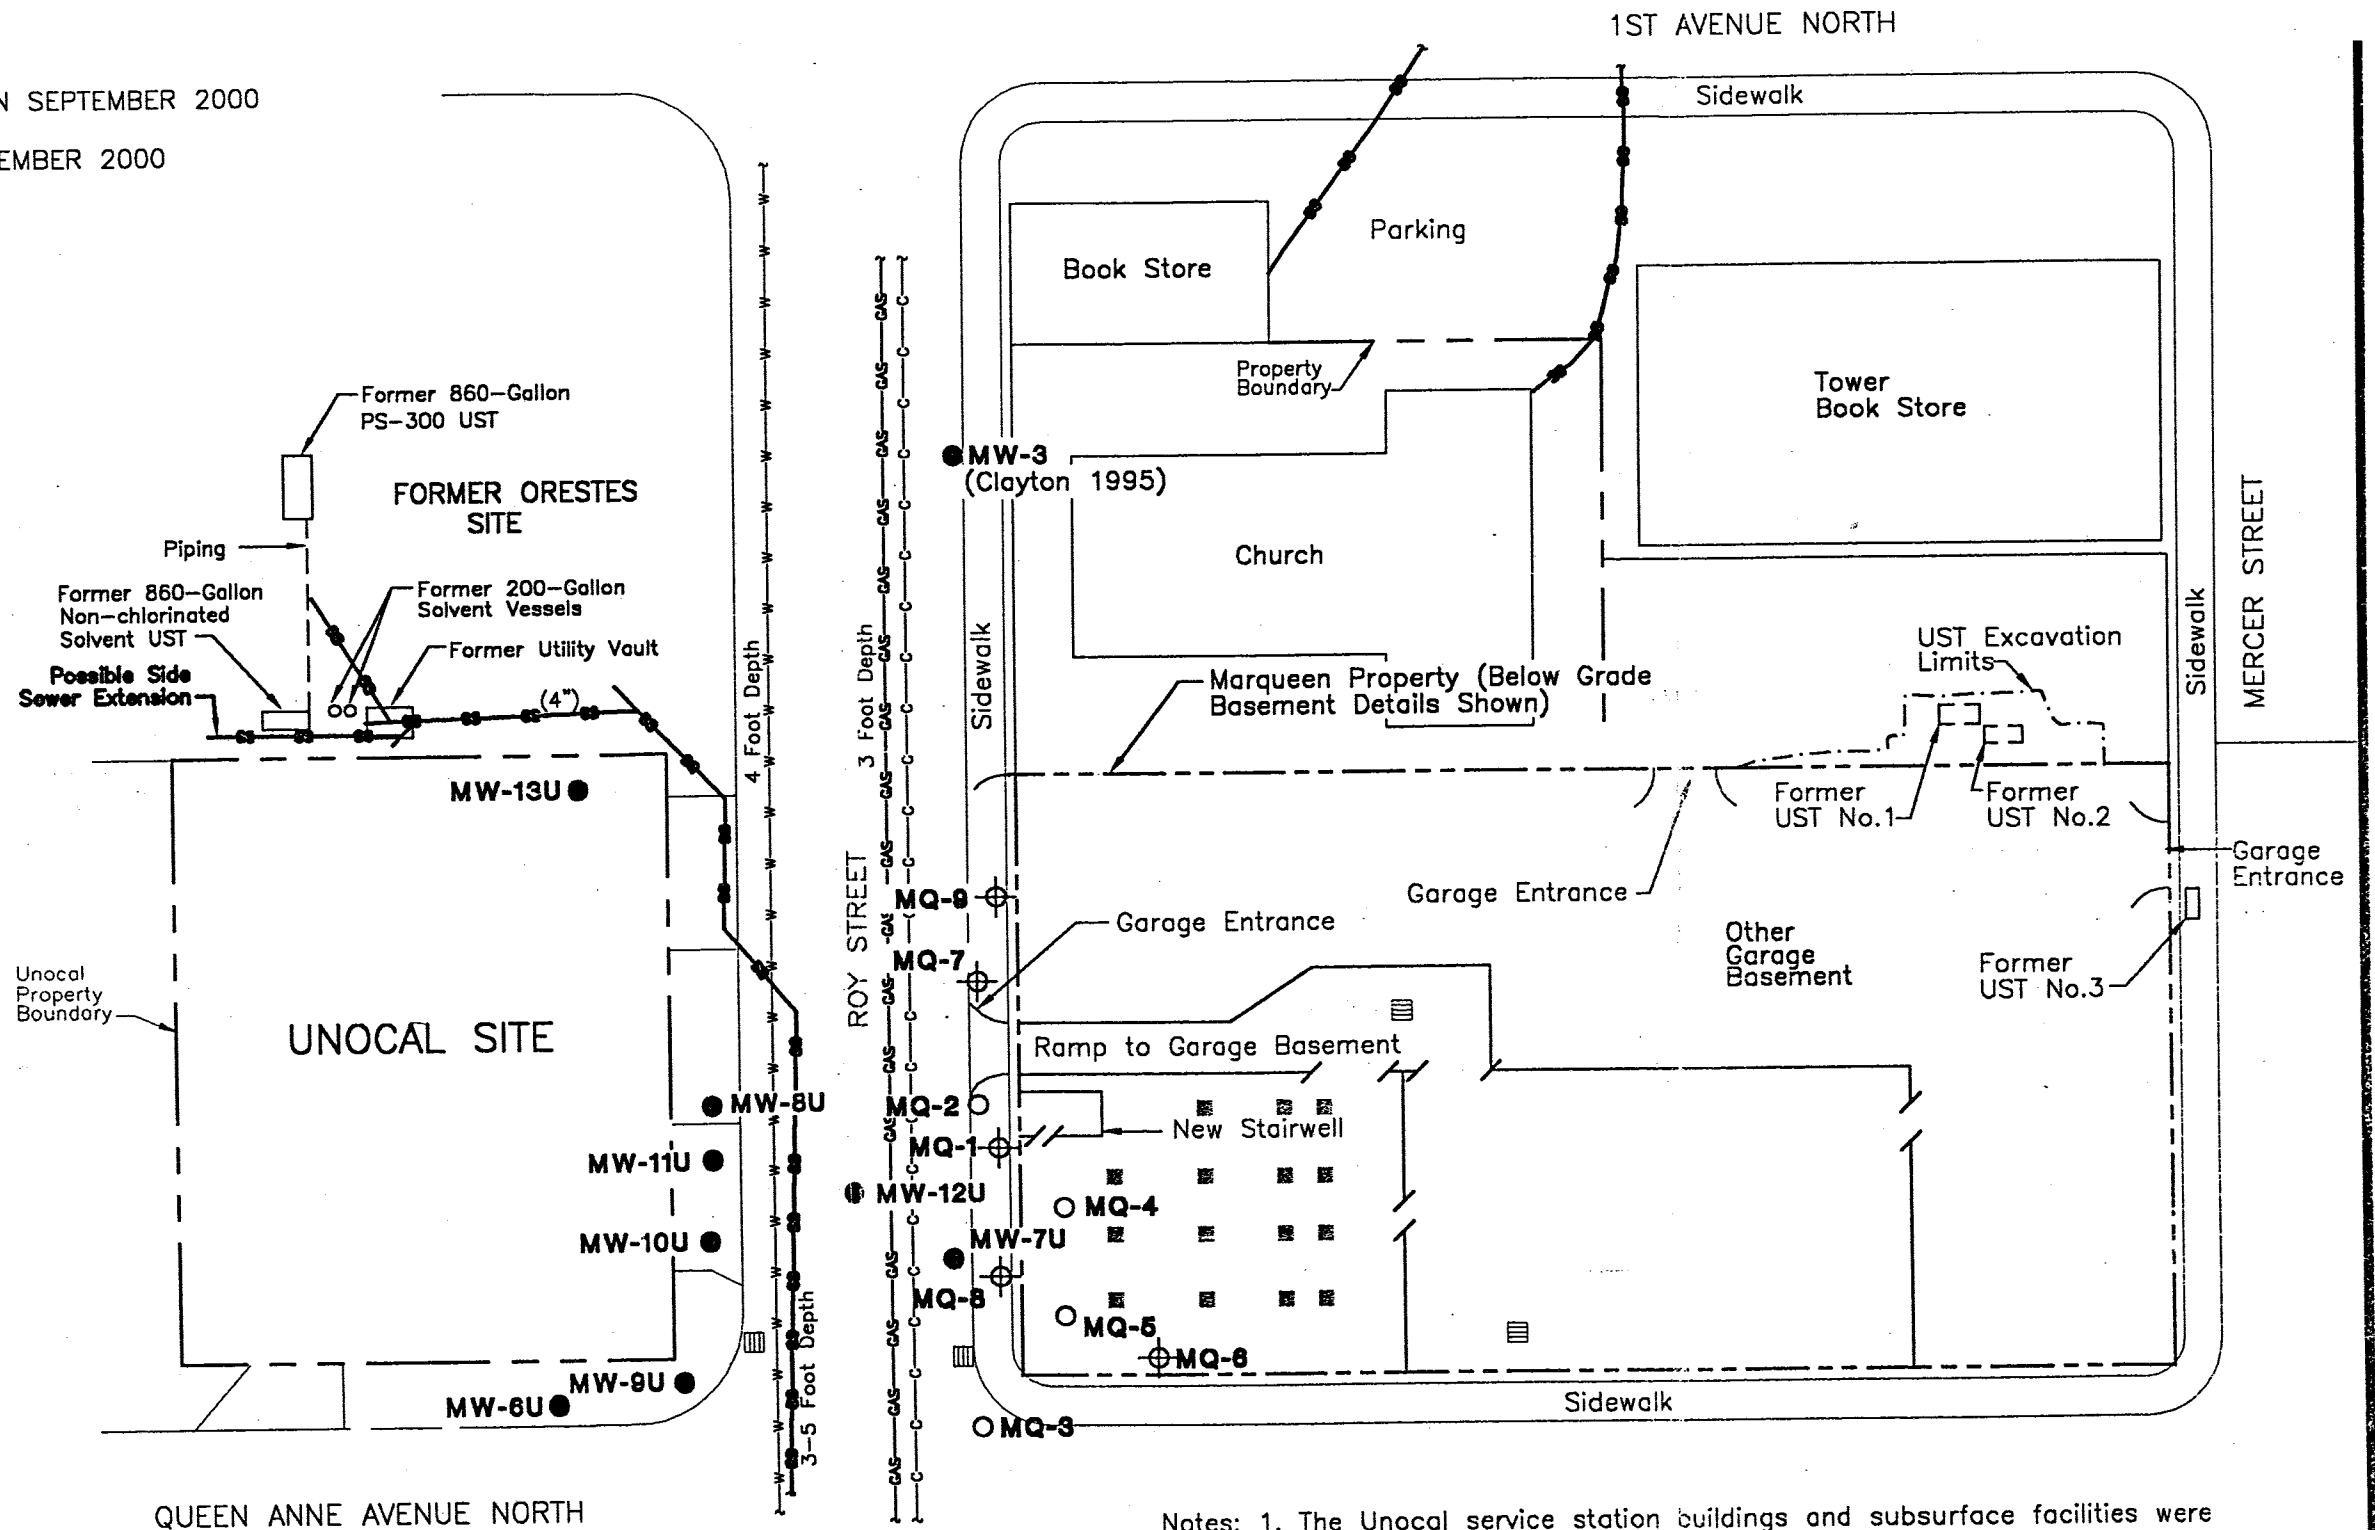 1ST AVENUE NORTH
N SEPTEMBER 2000
EMBER 2000
Sidewalk
Parking
Book Store
Property
Boundary
Tower
Book Store
Former 860-Gallon
PS-300 UST
FORMER ORESTES
SITE
MW-3
(Clayton 1995)
Piping
Church
Former 860-Gallon
Non-chlorinated
Solvent UST
Former 200-Gallon
Solvent Vessels
Former Utility Vault
Possible Side
Sewer Extension
(4")
4 Foot Depth
3 Foot Depth
Sidewalk
Sidewalk
MERCER STREET
UST Excavation
Limits
Marqueen Property (Below Grade
Basement Details Shown)
MW-13U
Former
UST No.1
Former
UST No.2
Garage
Entrance
Garage Entrance
MQ-9
Garage Entrance
ROY STREET
MQ-7
Other
Garage
Basement
Former
UST No.3
Unocal
Property
Boundary
UNOCAL SITE
Ramp to Garage Basement
MW-8U
MQ-2
New Stairwell
MQ-1
MW-11U
MW-12U
MQ-4
MW-10U
MW-7U
MQ-8
MQ-5
MQ-6
3-5 Foot Depth
MW-9U
MW-6U
Sidewalk
MQ-3
QUEEN ANNE AVENUE NORTH
Notes: 1. The Unocal service station buildings and subsurface facilities were
W
GAS
C
SS